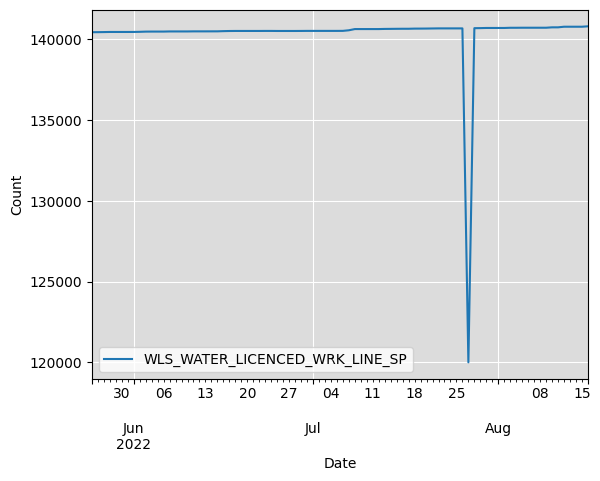 140000
135000
130000
125000
120000
Count
WLS_WATER_LICENCED_WRK_LINE_SP
30 06 13 20 27 04 11 18 25 08 15
Jun Jul Aug
2022
Date